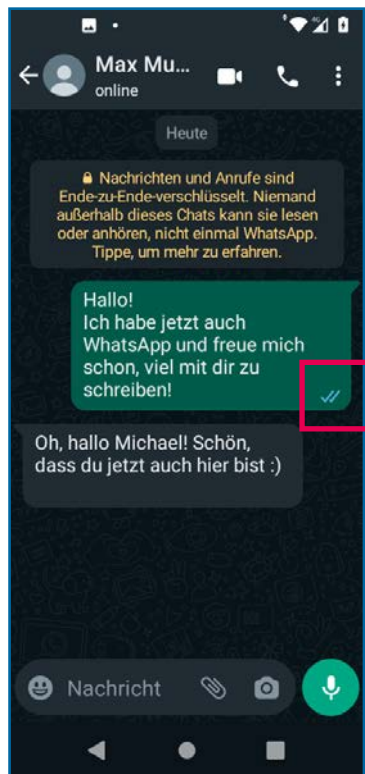 Max Mu...
online
Heute
Nachrichten und Anrufe sind
Ende-zu-Ende-verschlüsselt. Niemand
außerhalb dieses Chats kann sie lesen
oder anhören, nicht einmal WhatsApp.
Tippe, um mehr zu erfahren.
Hallo!
Ich habe jetzt auch
WhatsApp und freue mich
schon, viel mit dir zu
schreiben!
Oh, hallo Michael! Schön,
dass du jetzt auch hier bist :)
Nachricht